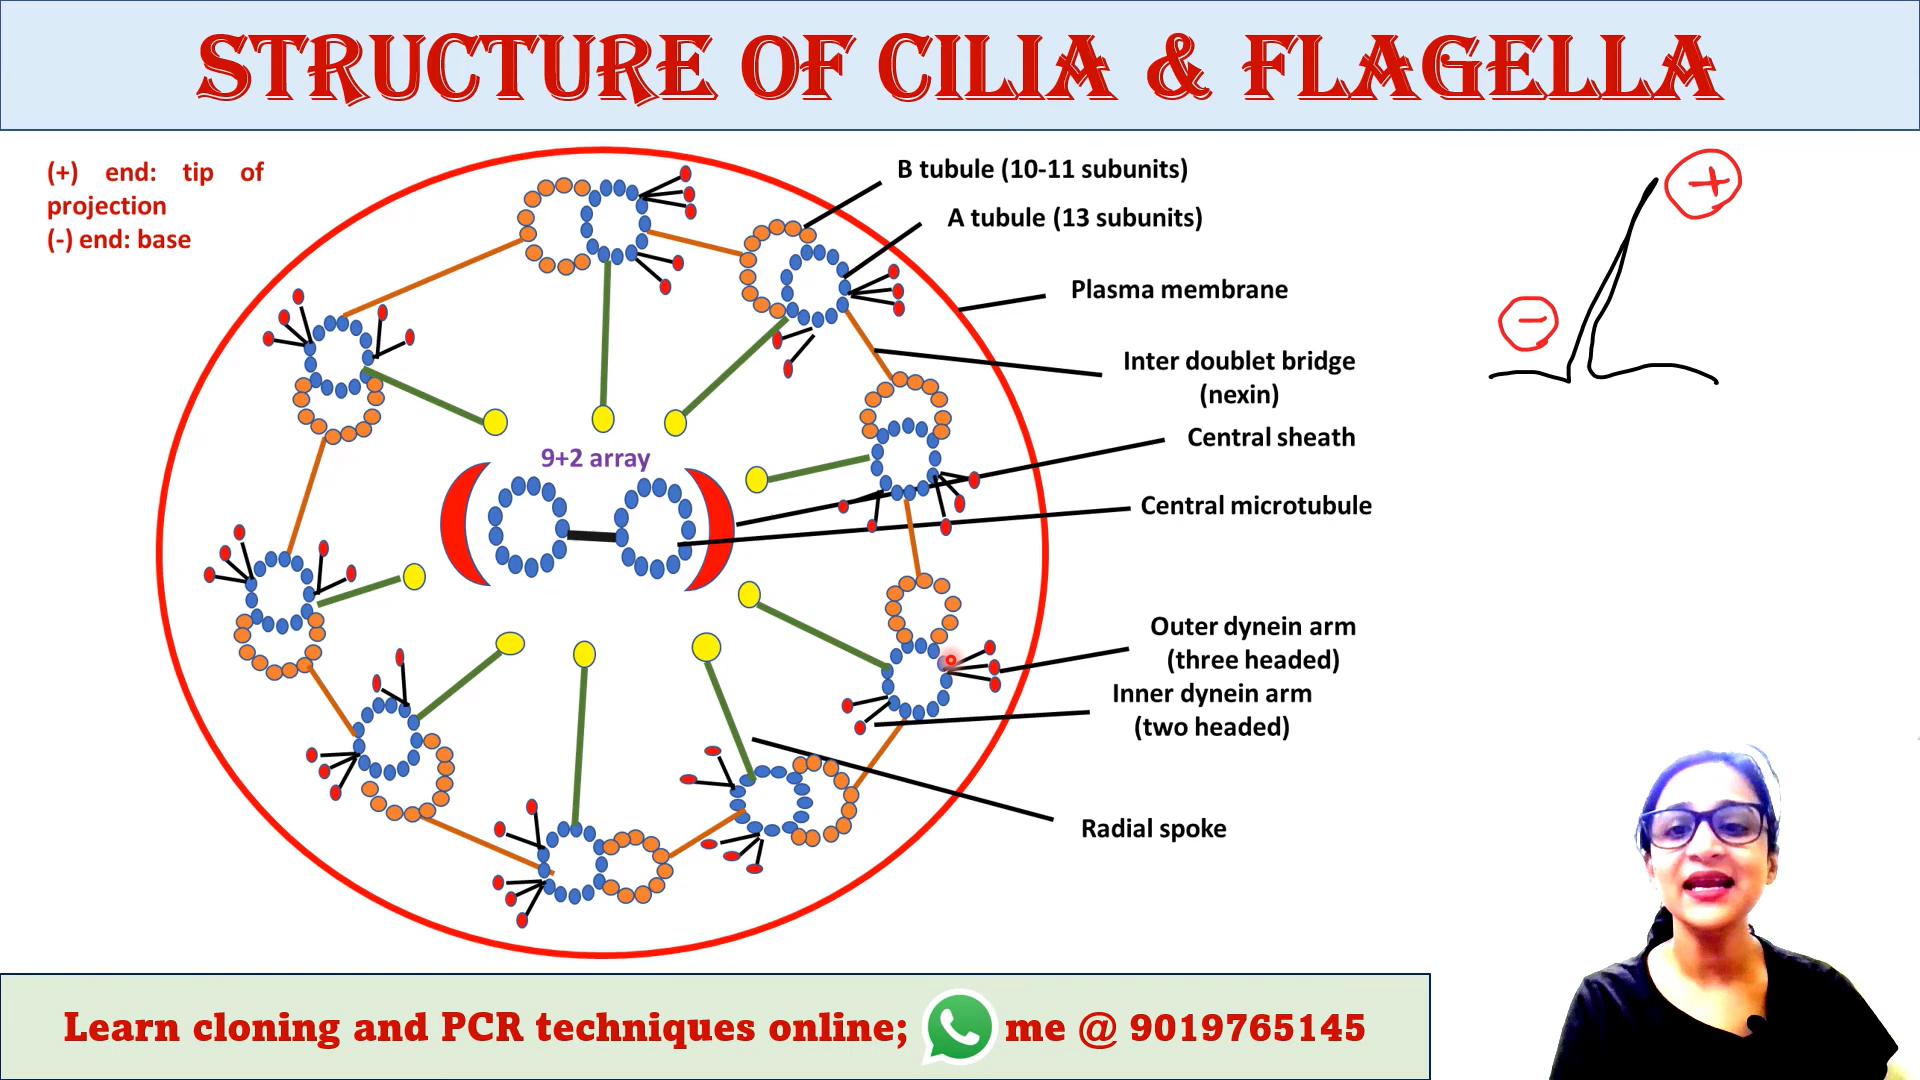 STRUCTURE OF CILIA & FLAGELLA
(+) end: tip of
projection
(-) end: base
B tubule (10-11 subunits)
A tubule (13 subunits)
Plasma membrane
Inter doublet bridge
(nexin)
Central sheath
9+2 array
Central microtubule
Outer dynein arm
(three headed)
Inner dynein arm
(two headed)
Radial spoke
+
-
Learn cloning and PCR techniques online; me @ 9019765145